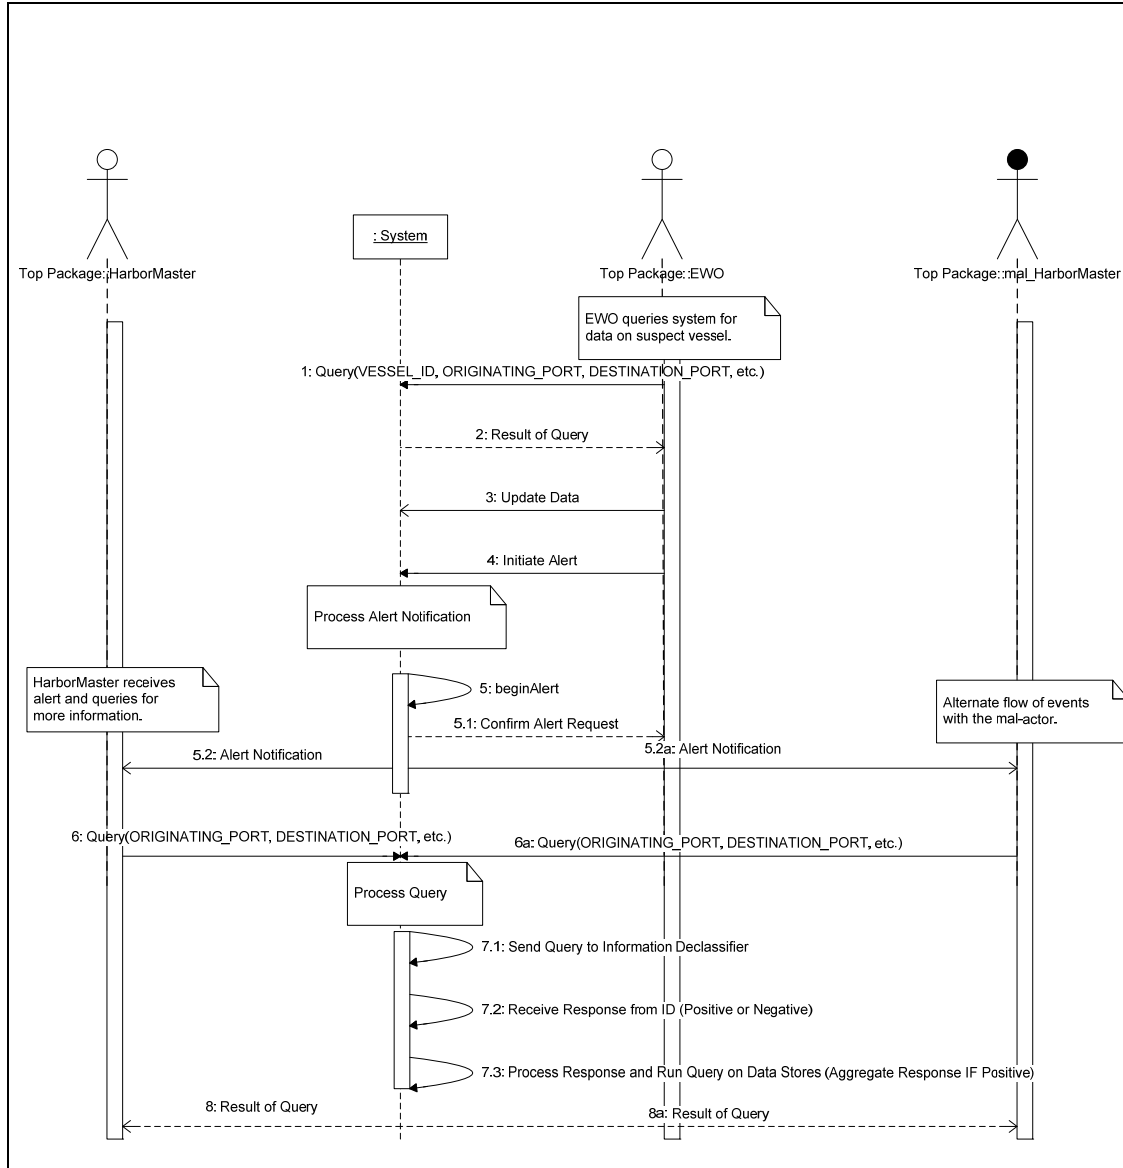 : System
Top Package::HarborMaster
Top Package::EWO
Top Package::mal_HarborMaster
EWO queries system for
data on suspect vessel.
1: Query(VESSEL_ID, ORIGINATING_PORT, DESTINATION_PORT, etc.)
2: Result of Query
3: Update Data
4: Initiate Alert
Process Alert Notification
HarborMaster receives
alert and queries for
more information.
5: beginAlert
Alternate flow of events
with the mal-actor.
5.1: Confirm Alert Request
5.2: Alert Notification
5.2a: Alert Notification
6: Query(ORIGINATING_PORT, DESTINATION_PORT, etc.)
6a: Query(ORIGINATING_PORT, DESTINATION_PORT, etc.)
Process Query
7.1: Send Query to Information Declassifier
7.2: Receive Response from ID (Positive or Negative)
7.3: Process Response and Run Query on Data Stores (Aggregate Response IF Positive)
8: Result of Query
8a: Result of Query